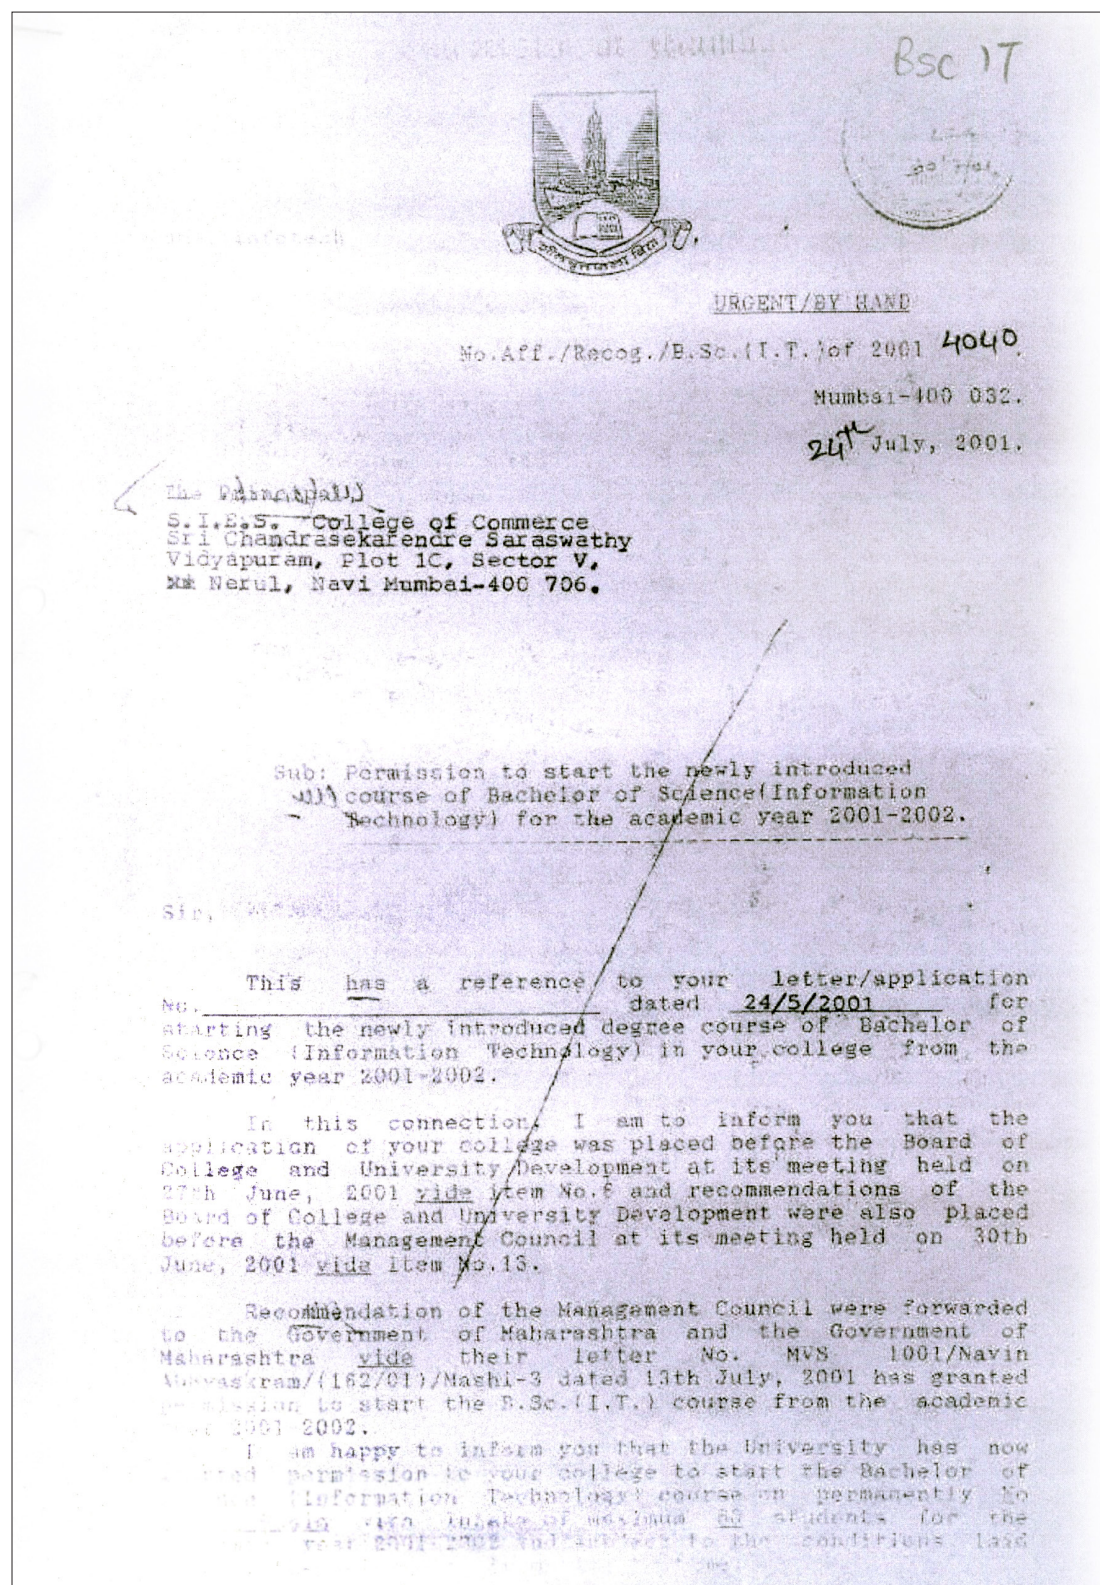 Bsc IT
URGENT/BY HAND
No.Aff./Recog./B.Sc.(I.T.)of 2001 4040.
Mumbai-400 032.
24th July, 2001.
The Principal
S.I.E.S. College of Commerce
Sri Chandrasekarendre Saraswathy
Vidyapuram, Plot 1C, Sector V,
Nerul, Navi Mumbai-400 706.
Sub: Permission to start the newly introduced
course of Bachelor of Science(Information
Technology) for the academic year 2001-2002.
Sir,
This has a reference to your letter/application
No. dated 24/5/2001 for
starting the newly introduced degree course of Bachelor of
Science (Information Technology) in your college from the
academic year 2001-2002.
In this connection, I am to inform you that the
application of your college was placed before the Board of
College and University Development at its meeting held on
27th June, 2001 vide item No.6 and recommendations of the
Board of College and University Development were also placed
before the Management Council at its meeting held on 30th
June, 2001 vide item No.13.
Recommendation of the Management Council were forwarded
to the Government of Maharashtra and the Government of
Maharashtra vide their letter No. MVS 1001/Navin
Abhyaskram/(162/01)/Mashi-3 dated 13th July, 2001 has granted
permission to start the B.Sc.(I.T.) course from the academic
2001-2002.
I am happy to inform you that the University has now
permission to your college to start the Bachelor of
(Information Technology) course on permanently No
with intake of maximum students for the
year 2001-2002 and subject to the conditions laid